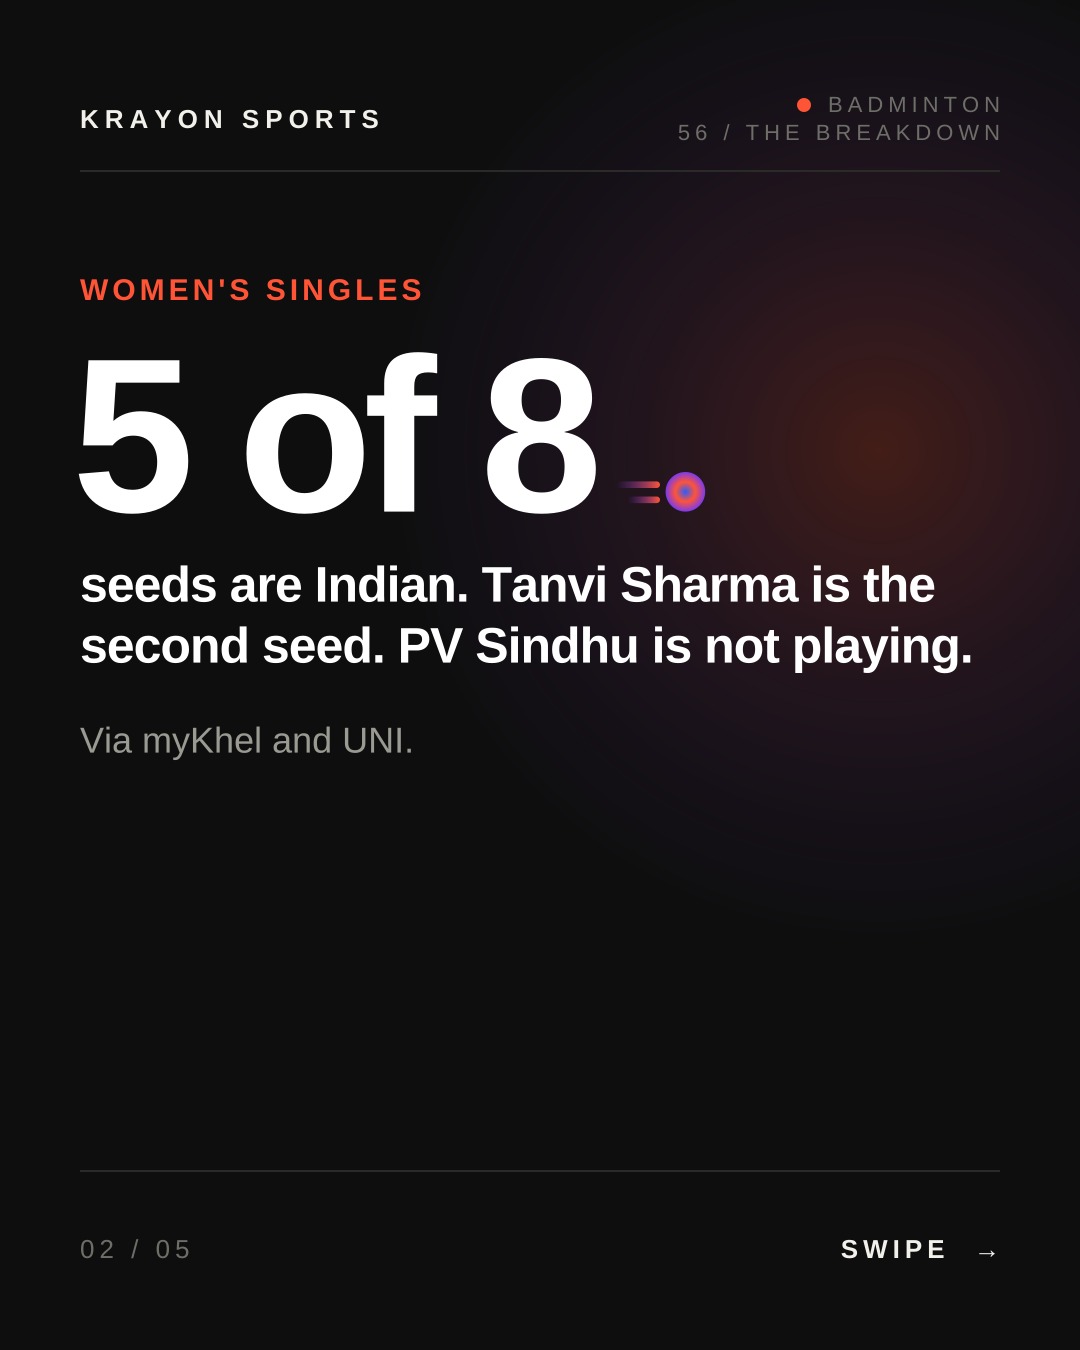 KRAYON SPORTS
BADMINTON
56 / THE BREAKDOWN
WOMEN'S SINGLES
5 of 8
seeds are Indian. Tanvi Sharma is the
second seed. PV Sindhu is not playing.
Via myKhel and UNI.
02 / 05
SWIPE →